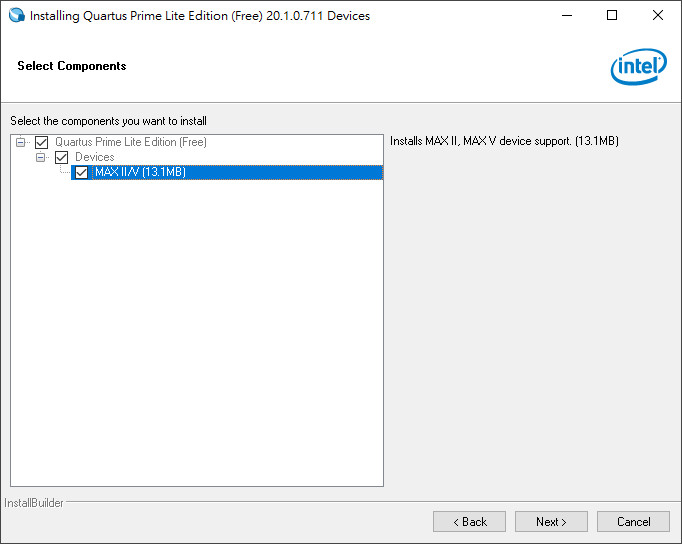 Installing Quartus Prime Lite Edition (Free) 20.1.0.711 Devices
Select Components
intel
Select the components you want to install
Quartus Prime Lite Edition (Free)
Devices
MAX II/V (13.1MB)
Installs MAX II, MAX V device support. (13.1MB)
InstallBuilder
< Back
Next >
Cancel